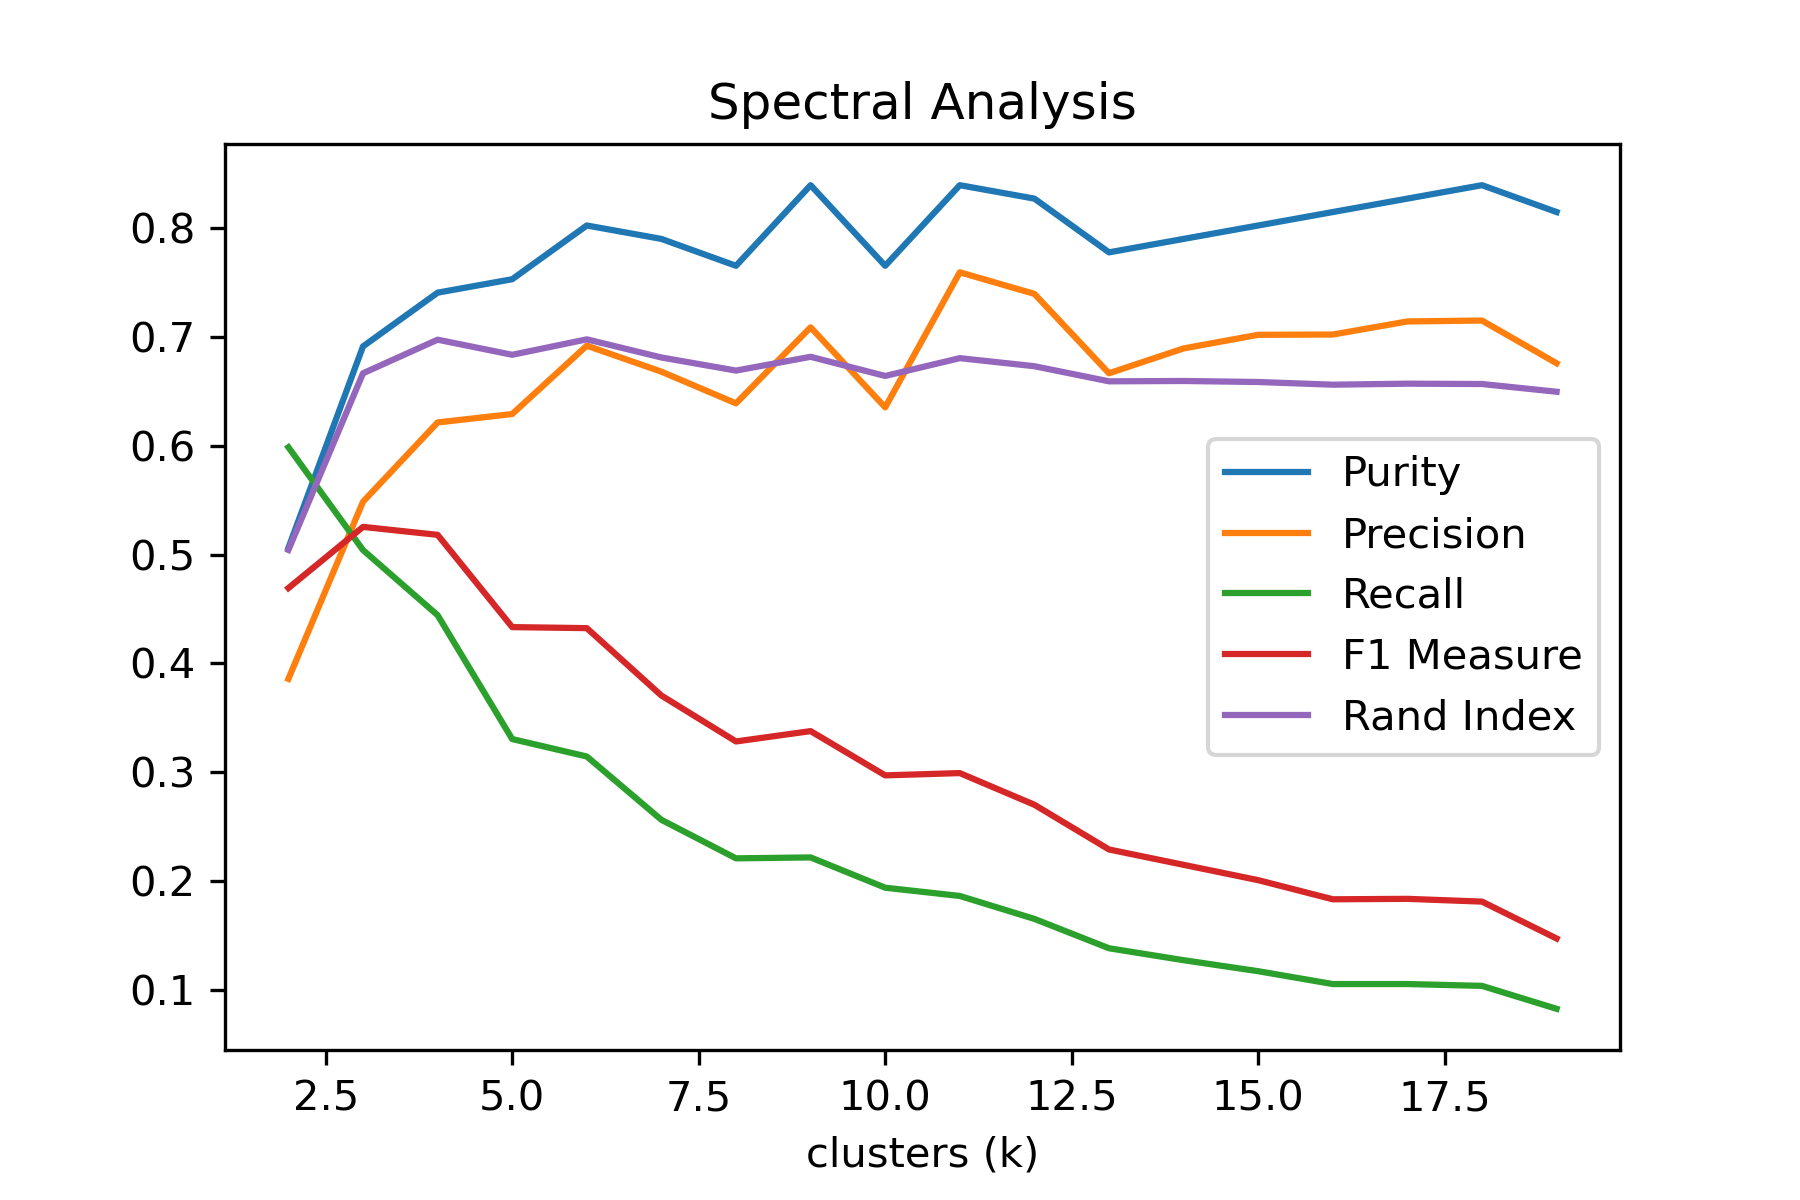 Spectral Analysis
0.8
0.7
0.6
0.5
0.4
0.3
0.2
0.1
Purity
Precision
Recall
F1 Measure
Rand Index
2.5 5.0 7.5 10.0 12.5 15.0 17.5
clusters (k)